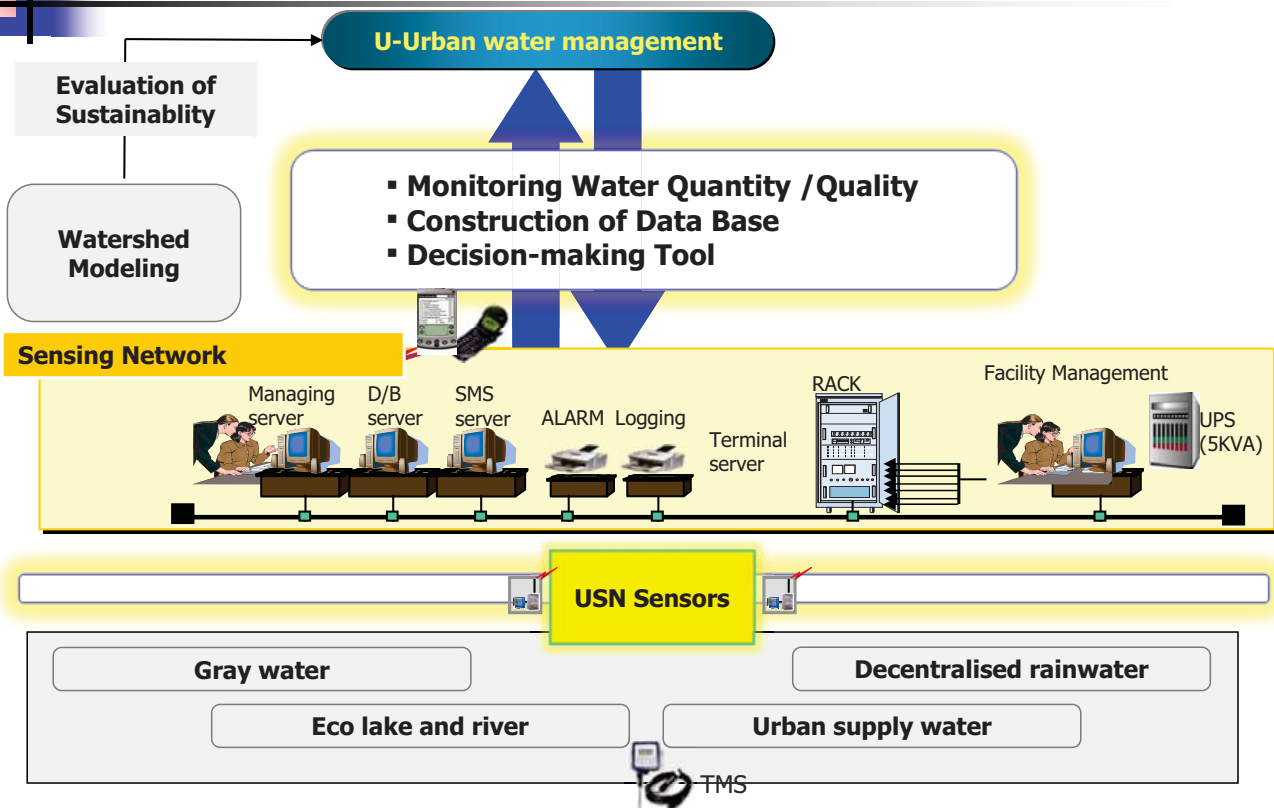 U-Urban water management
Evaluation of
Sustainablity
▪ Monitoring Water Quantity /Quality
▪ Construction of Data Base
▪ Decision-making Tool
Watershed
Modeling
Sensing Network
Managing
server
D/B
server
SMS
server
ALARM
Logging
Terminal
server
RACK
Facility Management
UPS
(5KVA)
USN Sensors
Gray water
Decentralised rainwater
Eco lake and river
Urban supply water
TMS